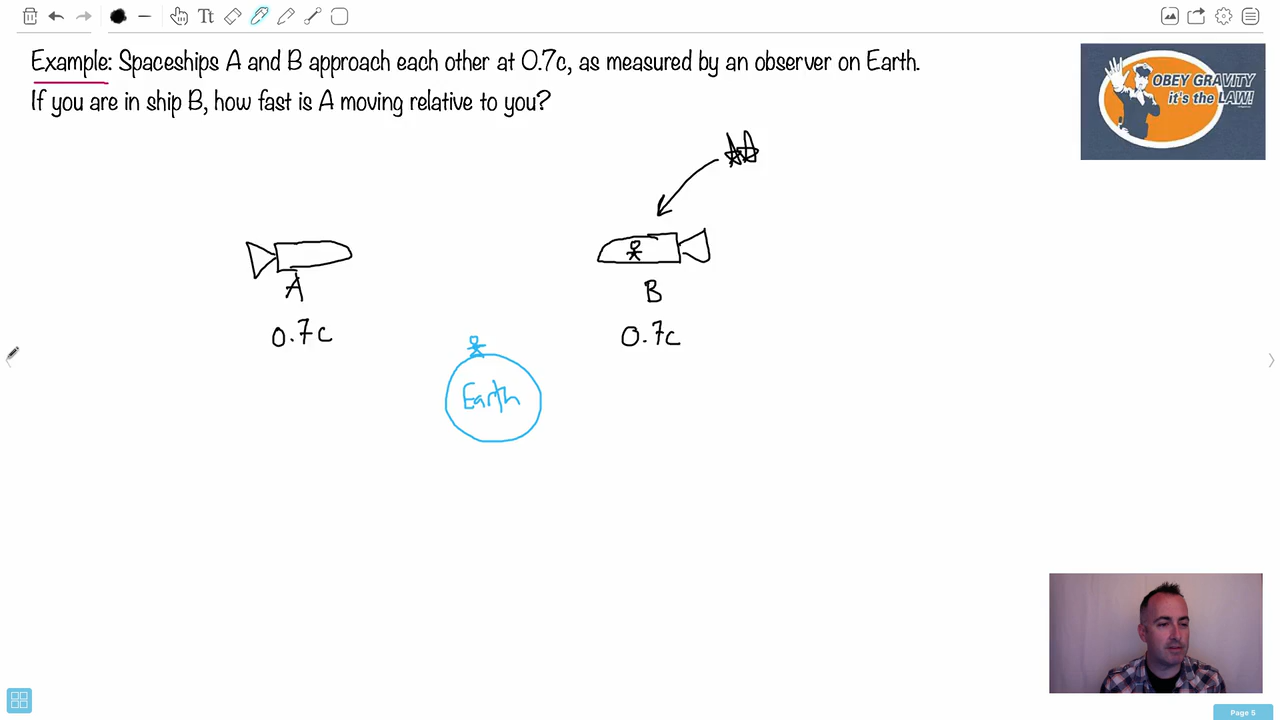 Example: Spaceships A and B approach each other at 0.7c, as measured by an observer on Earth.
If you are in ship B, how fast is A moving relative to you?
OBEY GRAVITY
it's the LAW!
A
B
0.7c
0.7c
Earth
Tt
Page 5